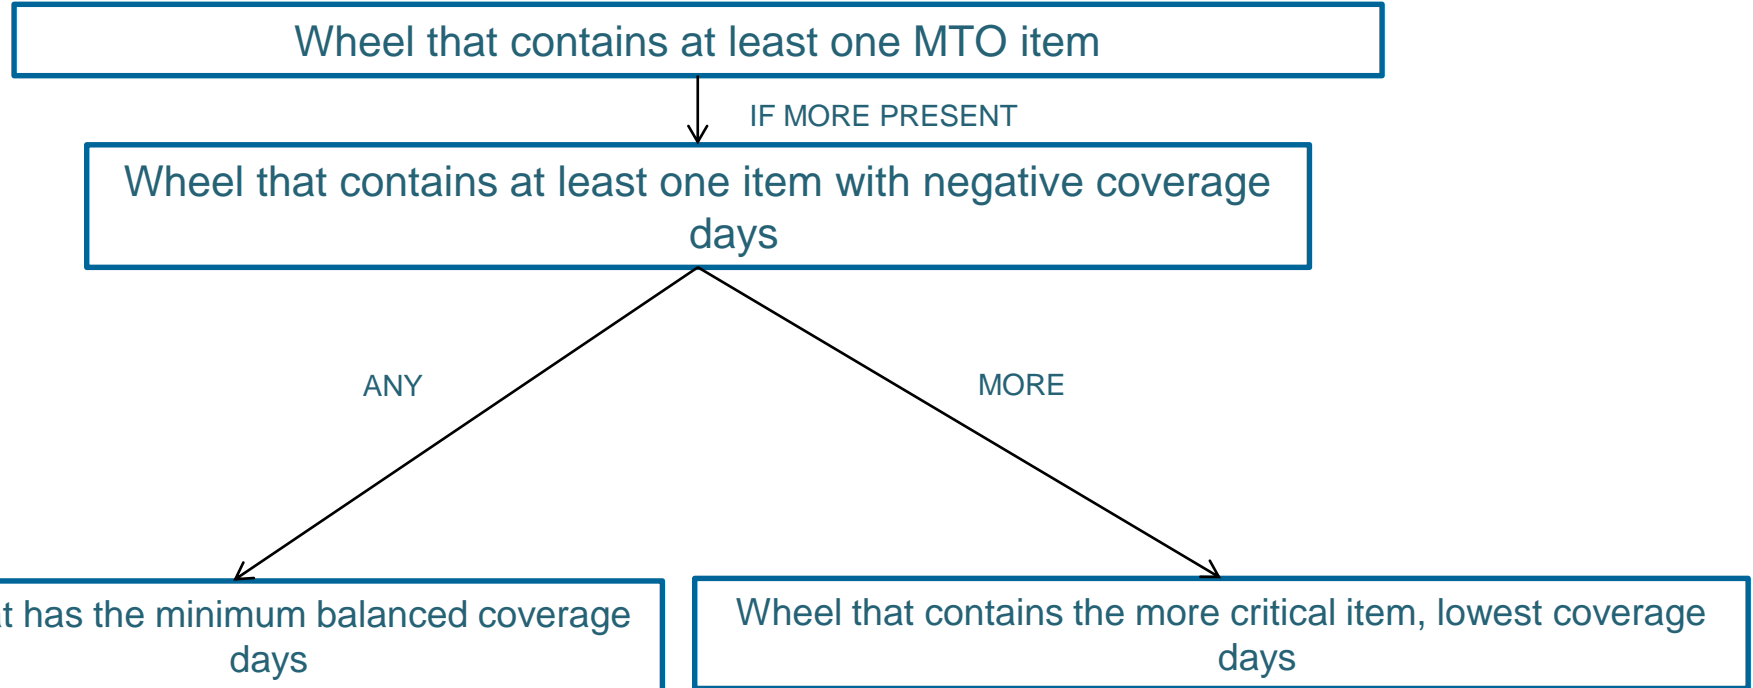 Wheel that contains at least one MTO item
IF MORE PRESENT
Wheel that contains at least one item with negative coverage
days
ANY
MORE
has the minimum balanced coverage
days
Wheel that contains the more critical item, lowest coverage
days